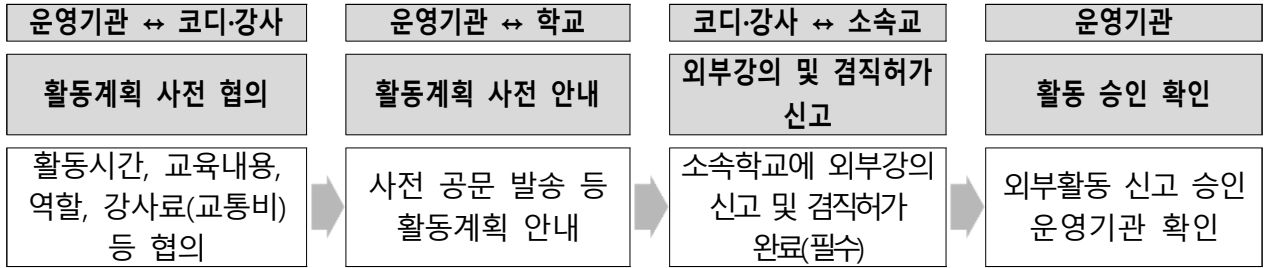 운영기관 ↔ 코디·강사
활동계획 사전 협의
활동시간, 교육내용,
역할, 강사료(교통비)
등 협의
운영기관 ↔ 학교
활동계획 사전 안내
사전 공문 발송 등
활동계획 안내
코디·강사 ↔ 소속교
외부강의 및 겸직허가
신고
소속학교에 외부강의
신고 및 겸직허가
완료(필수)
운영기관
활동 승인 확인
외부활동 신고 승인
운영기관 확인